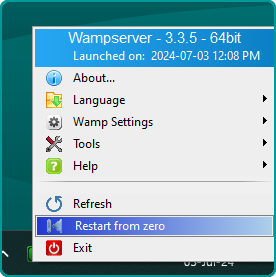 Wampserver - 3.3.5 - 64bit
Launched on: 2024-07-03 12:08 PM
About...
Language
Wamp Settings
Tools
Help
Refresh
Restart from zero
Exit
03-Jul-24